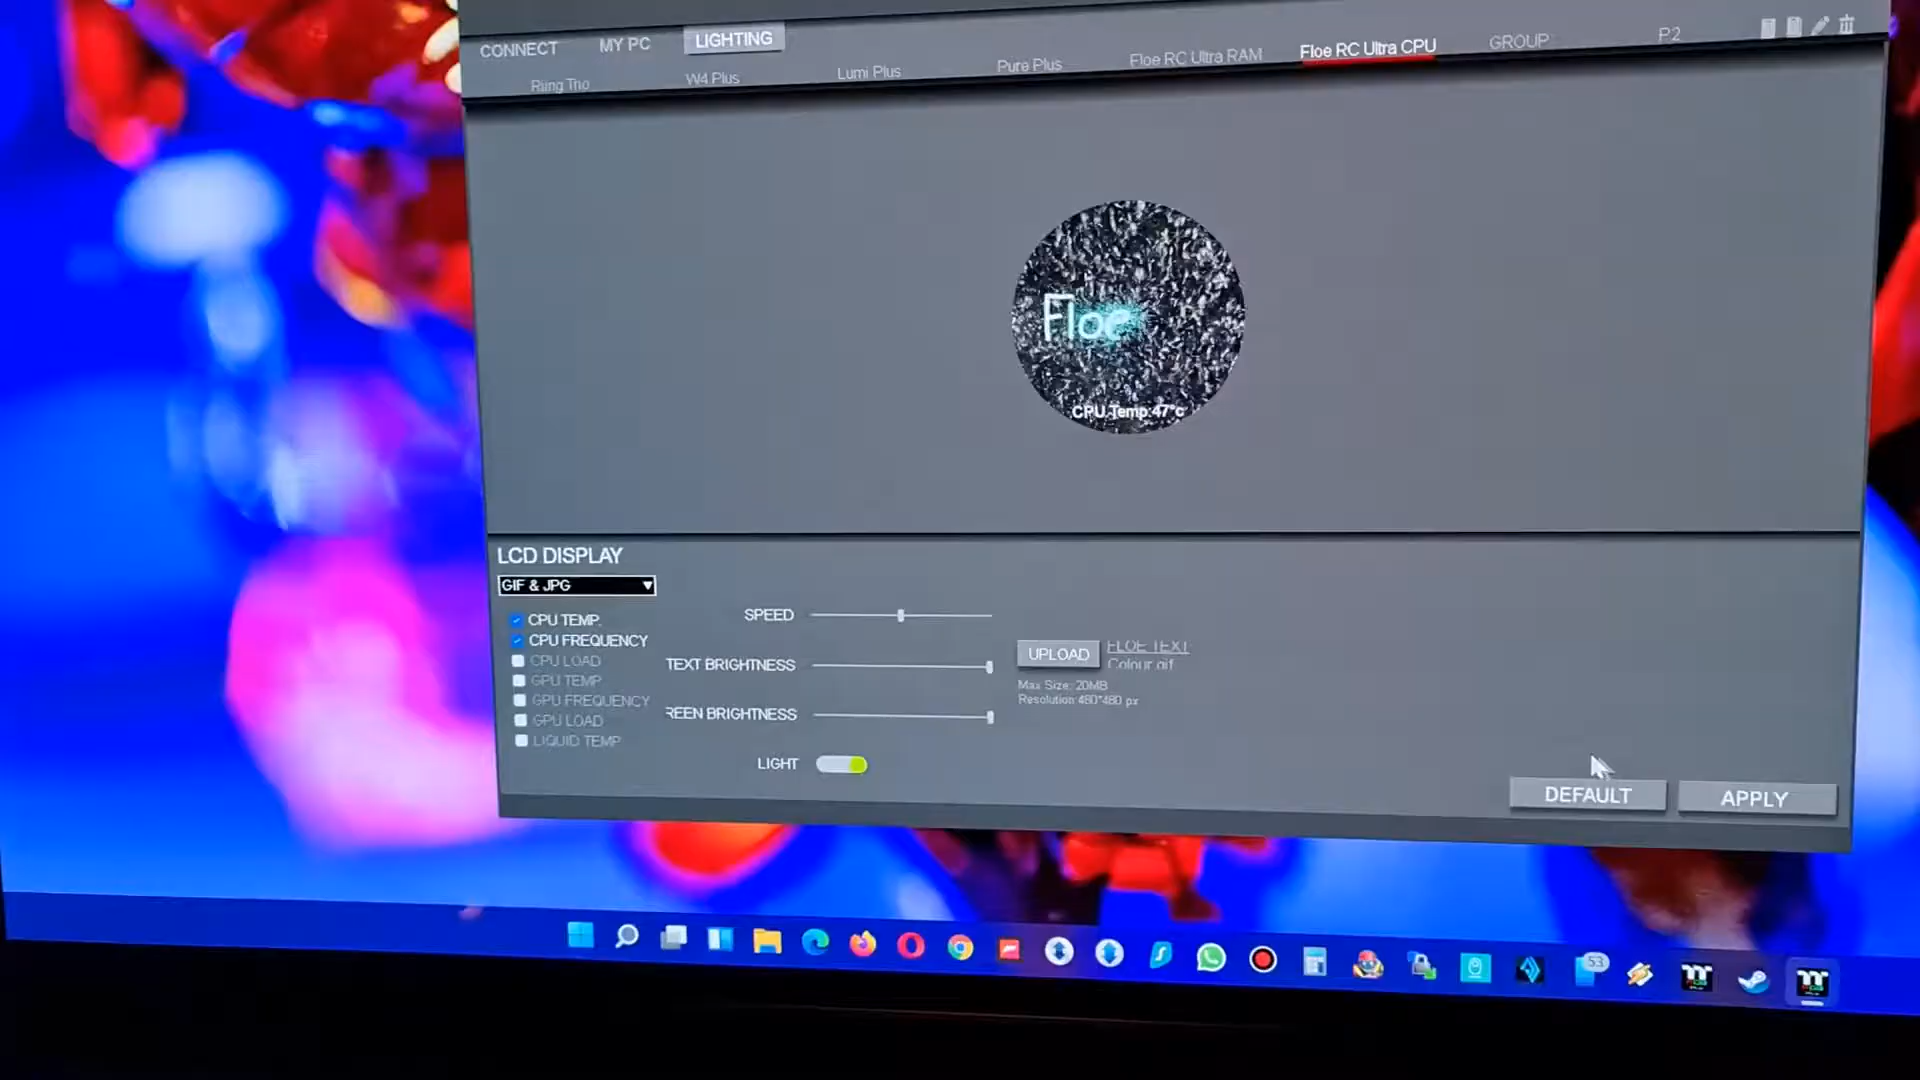 CONNECT MY PC LIGHTING
Riing Trio W4 Plus Lumi Plus Pure Plus Floe RC Ultra RAM Floe RC Ultra CPU GROUP P2
Floe
CPU Temp:47°c
LCD DISPLAY
GIF & JPG
CPU TEMP.
CPU FREQUENCY
CPU LOAD
GPU TEMP
GPU FREQUENCY
GPU LOAD
LIQUID TEMP
SPEED
TEXT BRIGHTNESS
REEN BRIGHTNESS
LIGHT
UPLOAD
FLOE TEXT
Colour.gif
Max Size: 20MB
Resolution:480*480 px
DEFAULT APPLY
53